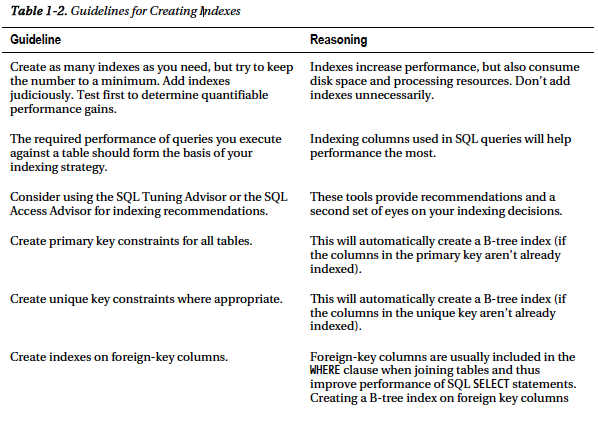 Table 1-2. Guidelines for Creating Indexes
Guideline Reasoning
Create as many indexes as you need, but try to keep
the number to a minimum. Add indexes
judiciously. Test first to determine quantifiable
performance gains.
Indexes increase performance, but also consume
disk space and processing resources. Don't add
indexes unnecessarily.
The required performance of queries you execute
against a table should form the basis of your
indexing strategy.
Indexing columns used in SQL queries will help
performance the most.
Consider using the SQL Tuning Advisor or the SQL
Access Advisor for indexing recommendations.
These tools provide recommendations and a
second set of eyes on your indexing decisions.
Create primary key constraints for all tables.
This will automatically create a B-tree index (if
the columns in the primary key aren't already
indexed).
Create unique key constraints where appropriate.
This will automatically create a B-tree index (if
the columns in the unique key aren't already
indexed).
Create indexes on foreign-key columns.
Foreign-key columns are usually included in the
WHERE clause when joining tables and thus
improve performance of SQL SELECT statements.
Creating a B-tree index on foreign key columns